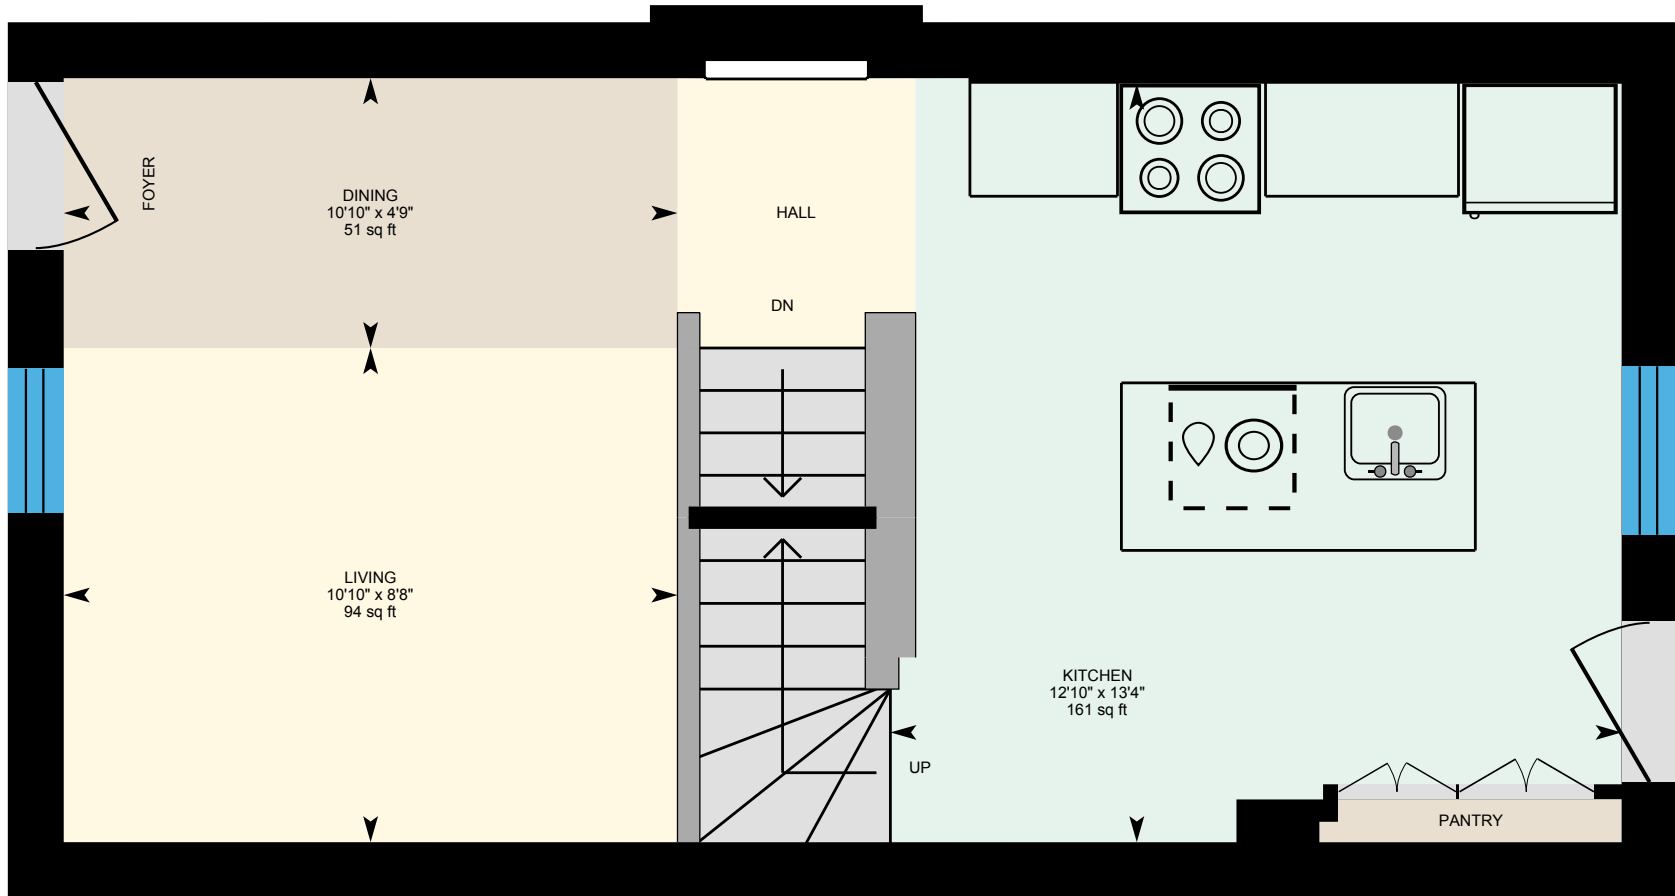 FOYER
DINING
10'10" x 4'9"
51 sq ft
HALL
DN
LIVING
10'10" x 8'8"
94 sq ft
KITCHEN
12'10" x 13'4"
161 sq ft
UP
PANTRY